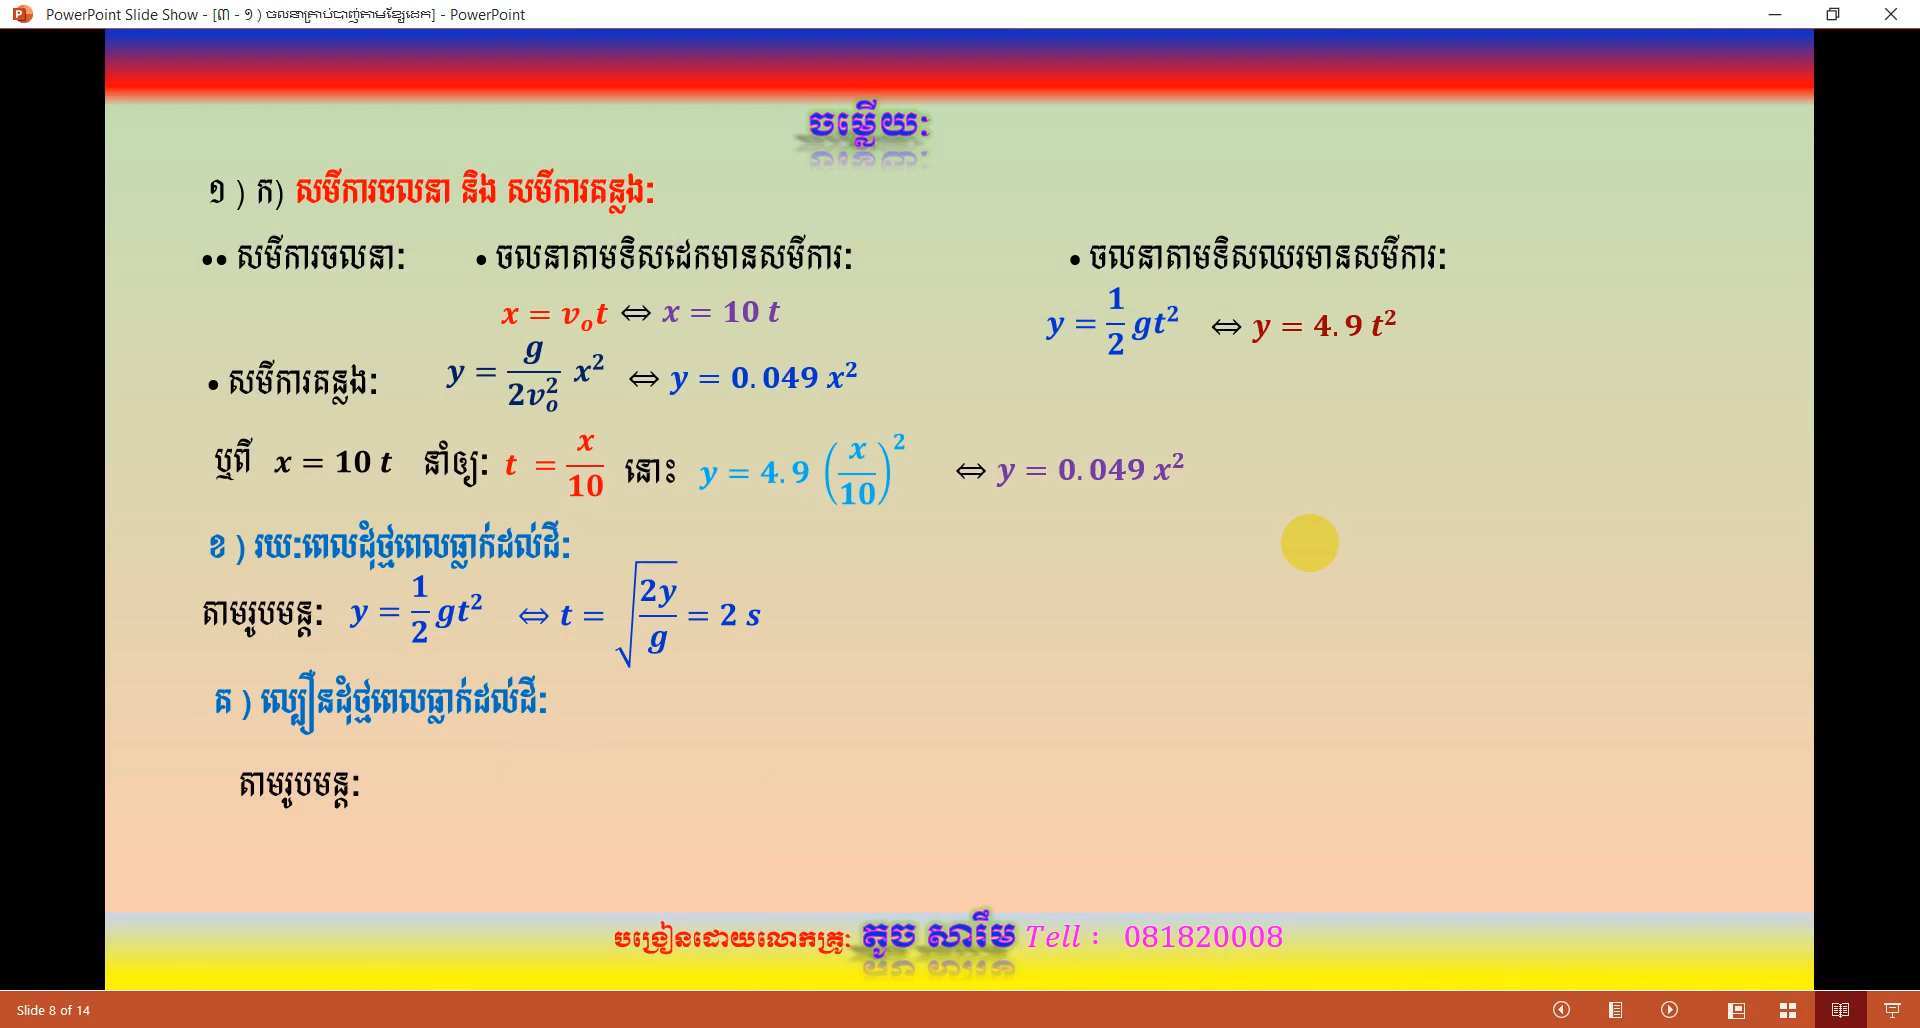 PowerPoint Slide Show - [៣ - ១ ) ចលនាគ្រាប់បាញ់តាមខ្សែដេក] - PowerPoint
ចម្លើយៈ
១ ) ក) សមីការចលនា និង សមីការគន្លងៈ
•• សមីការចលនាៈ • ចលនាតាមទិសដេកមានសមីការៈ • ចលនាតាមទិសឈរមានសមីការៈ
x = v₀t ⇔ x = 10 t y = 1/2 gt² ⇔ y = 4.9 t²
• សមីការគន្លងៈ y = g/2v₀² x² ⇔ y = 0.049 x²
ឬពី x = 10 t នាំឲ្យៈ t = x/10 នោះ y = 4.9 (x/10)² ⇔ y = 0.049 x²
ខ ) រយៈពេលដុំថ្មពេលធ្លាក់ដល់ដីៈ
តាមរូបមន្តៈ y = 1/2 gt² ⇔ t = √(2y/g) = 2 s
គ ) ល្បឿនដុំថ្មពេលធ្លាក់ដល់ដីៈ
តាមរូបមន្តៈ
បង្រៀនដោយលោកគ្រូៈ តូច សារឹម Tell : 081820008
Slide 8 of 14